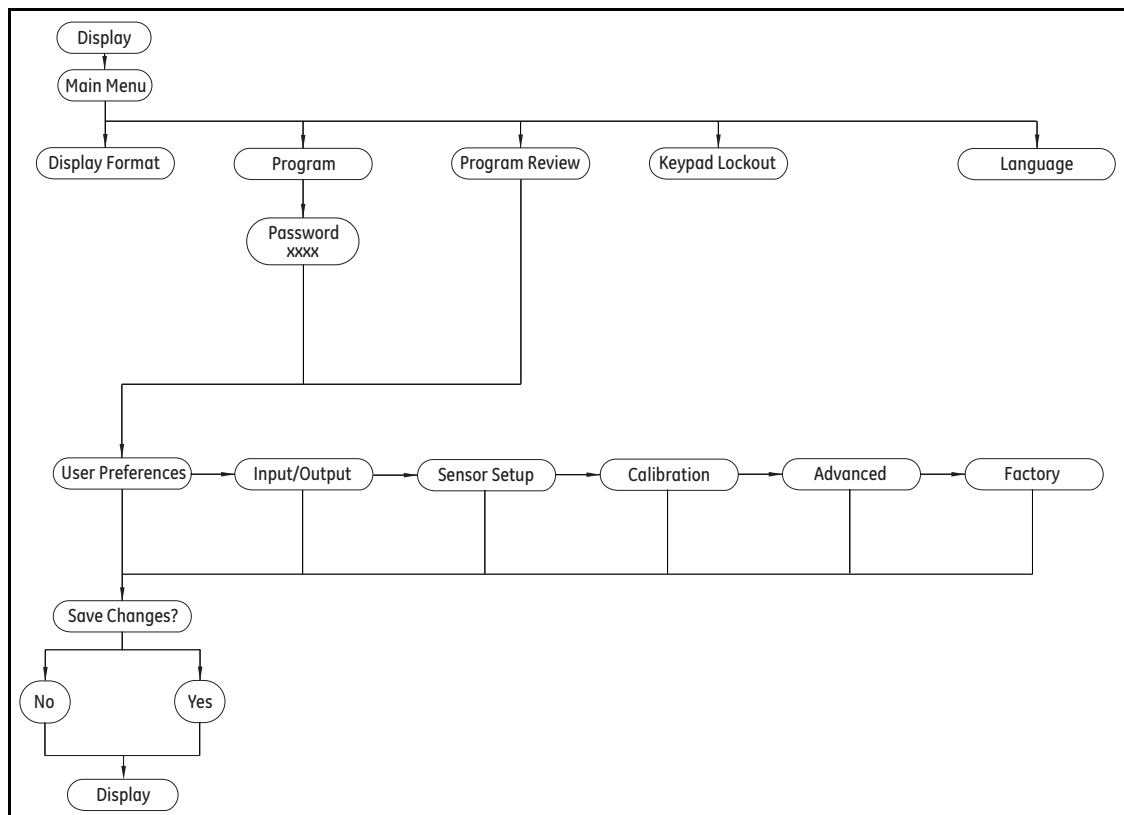 Display
Main Menu
Display Format
Program
Program Review
Keypad Lockout
Language
Password
xxxx
User Preferences
Input/Output
Sensor Setup
Calibration
Advanced
Factory
Save Changes?
No
Yes
Display